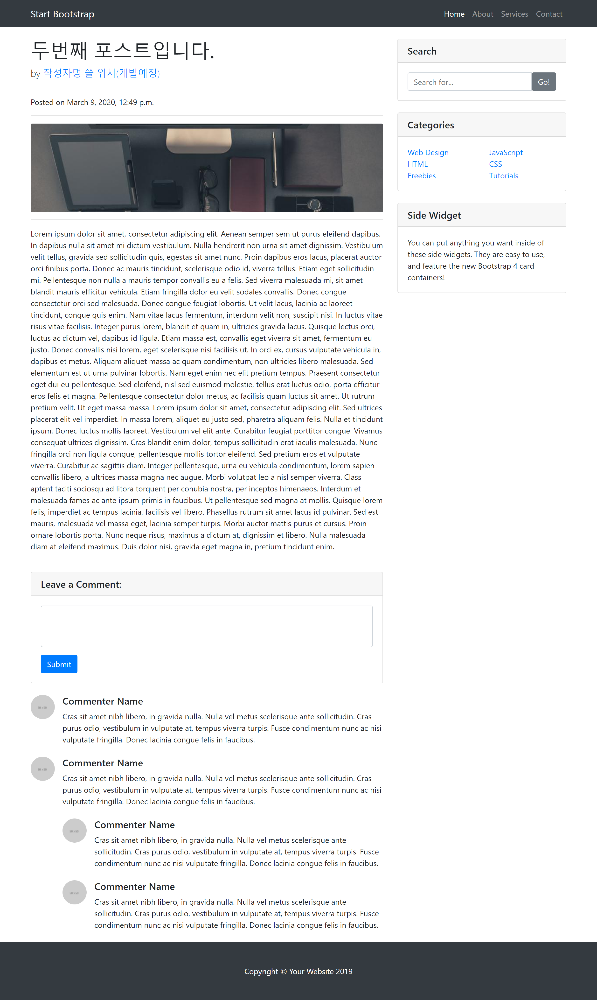 Start Bootstrap
Home About Services Contact
두번째 포스트입니다.
by 작성자명 쓸 위치(개발예정)
Posted on March 9, 2020, 12:49 p.m.
Lorem ipsum dolor sit amet, consectetur adipiscing elit. Aenean semper sem ut purus eleifend dapibus.
In dapibus nulla sit amet mi dictum vestibulum. Nulla hendrerit non urna sit amet dignissim. Vestibulum
velit tellus, gravida sed sollicitudin quis, egestas sit amet nunc. Proin dapibus eros lacus, placerat auctor
orci finibus porta. Donec ac mauris tincidunt, scelerisque odio id, viverra tellus. Etiam eget sollicitudin
mi. Pellentesque non nulla a mauris tempor convallis eu a felis. Sed viverra malesuada mi, sit amet
blandit mauris efficitur vehicula. Etiam fringilla dolor eu velit sodales convallis. Donec congue
consectetur orci sed malesuada. Donec congue feugiat lobortis. Ut velit lacus, lacinia ac laoreet
tincidunt, congue quis enim. Nam vitae lacus fermentum, interdum velit non, suscipit nisi. In luctus vitae
risus vitae facilisis. Integer purus lorem, blandit et quam in, ultricies gravida lacus. Quisque lectus orci,
luctus ac dictum vel, dapibus id ligula. Etiam massa est, convallis eget viverra sit amet, fermentum eu
justo. Donec convallis nisi lorem, eget scelerisque nisi facilisis ut. In orci ex, cursus vulputate vehicula in,
dapibus et metus. Aliquam aliquet massa ac quam condimentum, non ultricies libero malesuada. Sed
elementum est ut urna pulvinar lobortis. Nam eget enim nec elit pretium tempus. Praesent consectetur
eget dui eu pellentesque. Sed eleifend, nisl sed euismod molestie, tellus erat luctus odio, porta efficitur
eros felis et magna. Pellentesque consectetur dolor metus, ac facilisis quam luctus sit amet. Ut rutrum
pretium velit. Ut eget massa massa. Lorem ipsum dolor sit amet, consectetur adipiscing elit. Sed ultrices
placerat elit vel imperdiet. In massa lorem, aliquet eu justo sed, pharetra aliquam felis. Nulla et tincidunt
ipsum. Donec luctus mollis laoreet. Vestibulum vel elit ante. Curabitur feugiat porttitor congue. Vivamus
consequat ultrices dignissim. Cras blandit enim dolor, tempus sollicitudin erat iaculis malesuada. Nunc
fringilla orci non ligula congue, pellentesque mollis tortor eleifend. Sed pretium eros et vulputate
viverra. Curabitur ac sagittis diam. Integer pellentesque, urna eu vehicula condimentum, lorem sapien
convallis libero, a ultrices massa magna nec augue. Morbi volutpat leo a nisl semper viverra. Class
aptent taciti sociosqu ad litora torquent per conubia nostra, per inceptos himenaeos. Interdum et
malesuada fames ac ante ipsum primis in faucibus. Ut pellentesque sed magna at mollis. Quisque lorem
felis, imperdiet ac tempus lacinia, facilisis vel libero. Phasellus rutrum sit amet lacus id pulvinar. Sed est
mauris, malesuada vel massa eget, lacinia semper turpis. Morbi auctor mattis purus et cursus. Proin
ornare lobortis porta. Nunc neque risus, maximus a dictum at, dignissim et libero. Nulla malesuada
diam at eleifend maximus. Duis dolor nisi, gravida eget magna in, pretium tincidunt enim.
Leave a Comment:
Submit
50 x 50
Commenter Name
Cras sit amet nibh libero, in gravida nulla. Nulla vel metus scelerisque ante sollicitudin. Cras
purus odio, vestibulum in vulputate at, tempus viverra turpis. Fusce condimentum nunc ac nisi
vulputate fringilla. Donec lacinia congue felis in faucibus.
50 x 50
Commenter Name
Cras sit amet nibh libero, in gravida nulla. Nulla vel metus scelerisque ante sollicitudin. Cras
purus odio, vestibulum in vulputate at, tempus viverra turpis. Fusce condimentum nunc ac nisi
vulputate fringilla. Donec lacinia congue felis in faucibus.
50 x 50
Commenter Name
Cras sit amet nibh libero, in gravida nulla. Nulla vel metus scelerisque ante
sollicitudin. Cras purus odio, vestibulum in vulputate at, tempus viverra turpis. Fusce
condimentum nunc ac nisi vulputate fringilla. Donec lacinia congue felis in faucibus.
50 x 50
Commenter Name
Cras sit amet nibh libero, in gravida nulla. Nulla vel metus scelerisque ante
sollicitudin. Cras purus odio, vestibulum in vulputate at, tempus viverra turpis. Fusce
condimentum nunc ac nisi vulputate fringilla. Donec lacinia congue felis in faucibus.
Search
Search for... Go!
Categories
Web Design JavaScript
HTML CSS
Freebies Tutorials
Side Widget
You can put anything you want inside of
these side widgets. They are easy to use,
and feature the new Bootstrap 4 card
containers!
Copyright © Your Website 2019